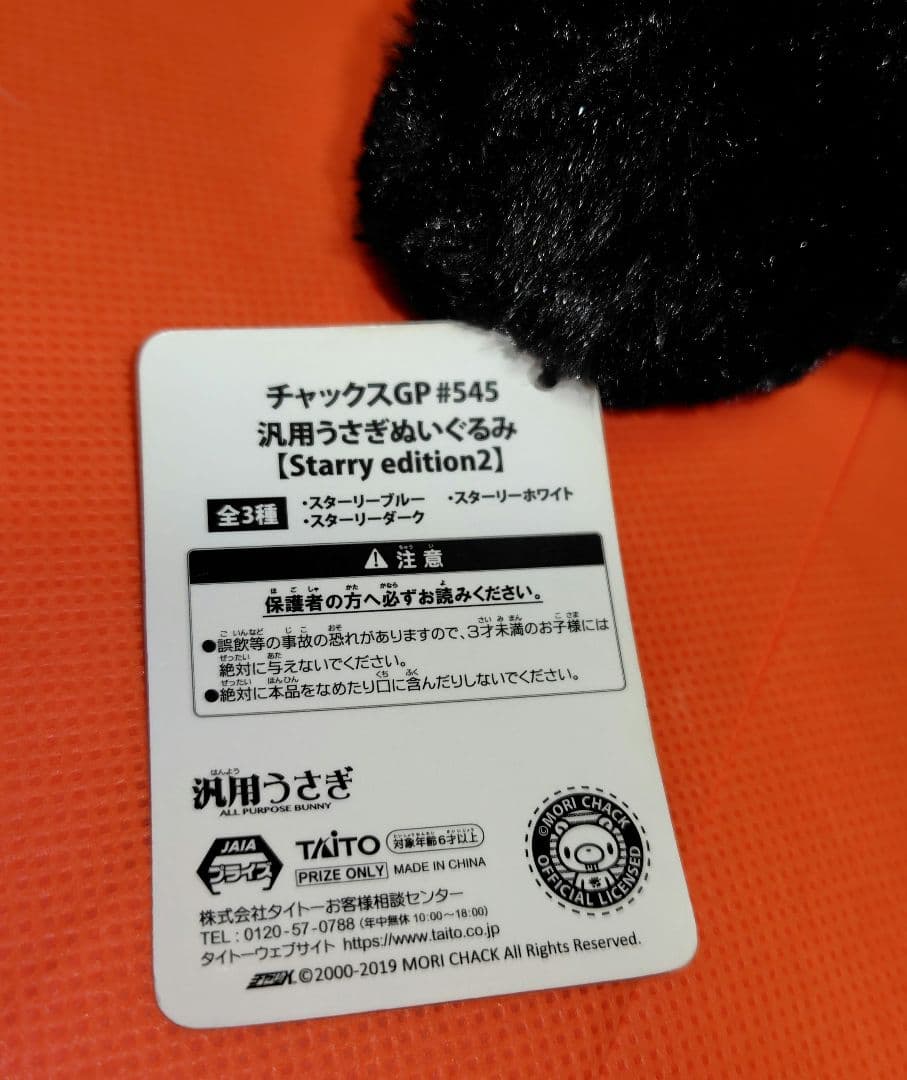 チャックスGP #545
汎用うさぎぬいぐるみ
【Starry edition2】
全3種 ・スターリーブルー ・スターリーホワイト
・スターリーダーク
注意
保護者の方へ必ずお読みください。
●誤飲等の事故の恐れがありますので、3才未満のお子様には
絶対に与えないでください。
●絶対に本品をなめたり口に含んだりしないでください。
汎用うさぎ
ALL PURPOSE BUNNY
JAIA
プライズ
TAITO 対象年齢6才以上
PRIZE ONLY MADE IN CHINA
©MORI CHACK
OFFICIAL LICENSED
株式会社タイトーお客様相談センター
TEL : 0120-57-0788 (年中無休 10:00～18:00)
タイトーウェブサイト https://www.taito.co.jp
©2000-2019 MORI CHACK All Rights Reserved.